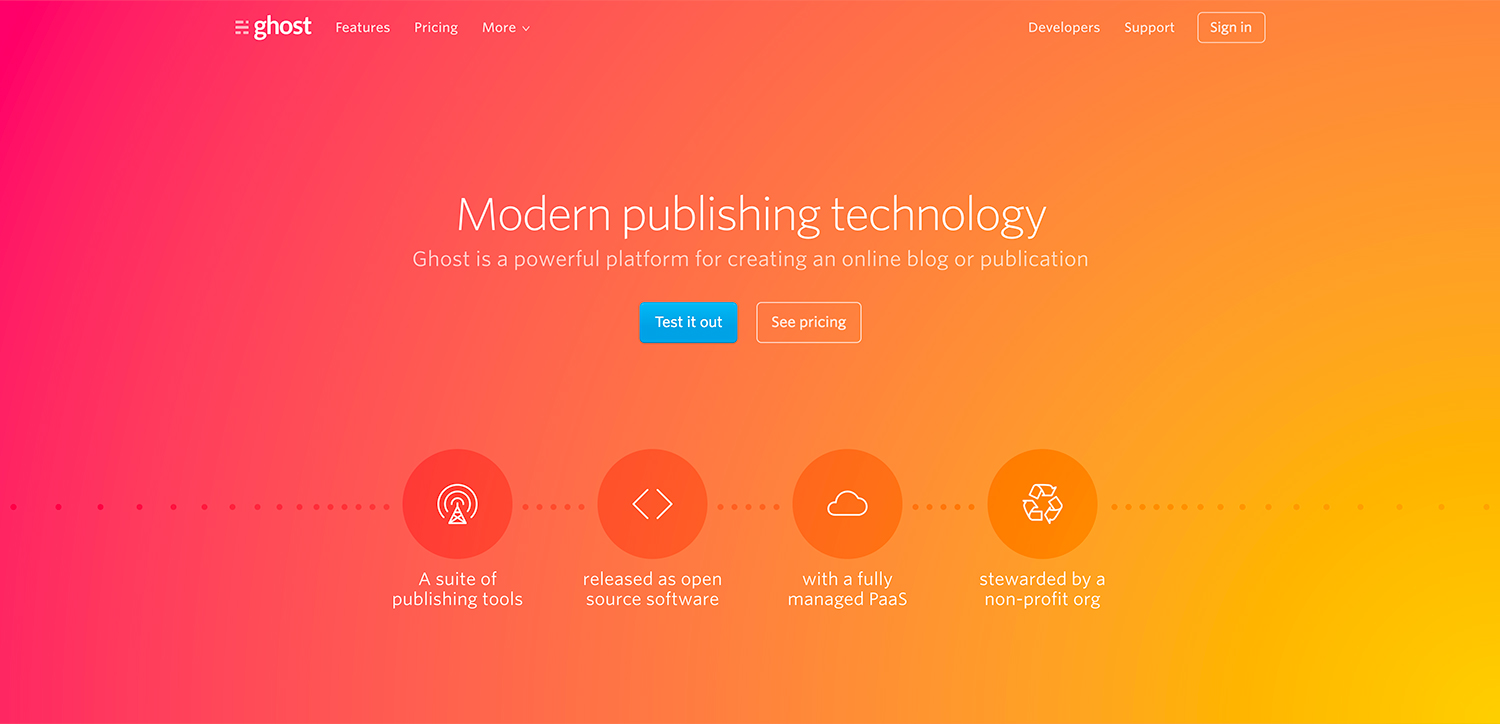 ghost Features Pricing More Developers Support Sign in
Modern publishing technology
Ghost is a powerful platform for creating an online blog or publication
Test it out See pricing
A suite of
publishing tools
released as open
source software
with a fully
managed PaaS
stewarded by a
non-profit org